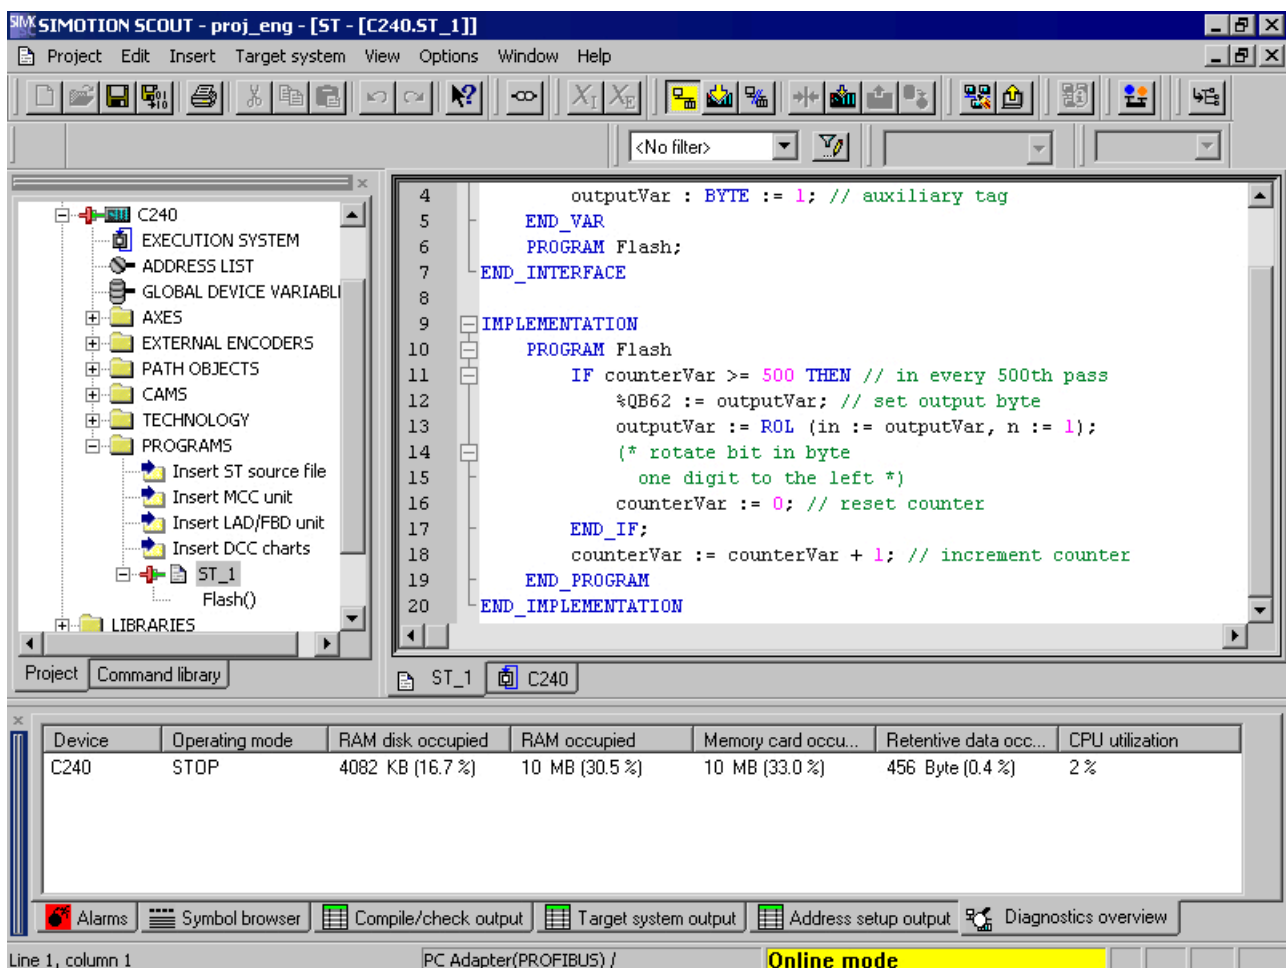 SIMOTION SCOUT - proj_eng - [ST - [C240.ST_1]]
Project Edit Insert Target system View Options Window Help
<No filter>
C240
EXECUTION SYSTEM
ADDRESS LIST
GLOBAL DEVICE VARIABL
AXES
EXTERNAL ENCODERS
PATH OBJECTS
CAMS
TECHNOLOGY
PROGRAMS
Insert ST source file
Insert MCC unit
Insert LAD/FBD unit
Insert DCC charts
ST_1
Flash()
LIBRARIES
Project Command library
4 outputVar : BYTE := 1; // auxiliary tag
5 END_VAR
6 PROGRAM Flash;
7 END_INTERFACE
8
9 IMPLEMENTATION
10 PROGRAM Flash
11 IF counterVar >= 500 THEN // in every 500th pass
12 %QB62 := outputVar; // set output byte
13 outputVar := ROL (in := outputVar, n := 1);
14 (* rotate bit in byte
15 one digit to the left *)
16 counterVar := 0; // reset counter
17 END_IF;
18 counterVar := counterVar + 1; // increment counter
19 END_PROGRAM
20 END_IMPLEMENTATION
ST_1 C240
Device Operating mode RAM disk occupied RAM occupied Memory card occu... Retentive data occ... CPU utilization
C240 STOP 4082 KB (16.7 %) 10 MB (30.5 %) 10 MB (33.0 %) 456 Byte (0.4 %) 2 %
Alarms Symbol browser Compile/check output Target system output Address setup output Diagnostics overview
Line 1, column 1 PC Adapter(PROFIBUS) / Online mode